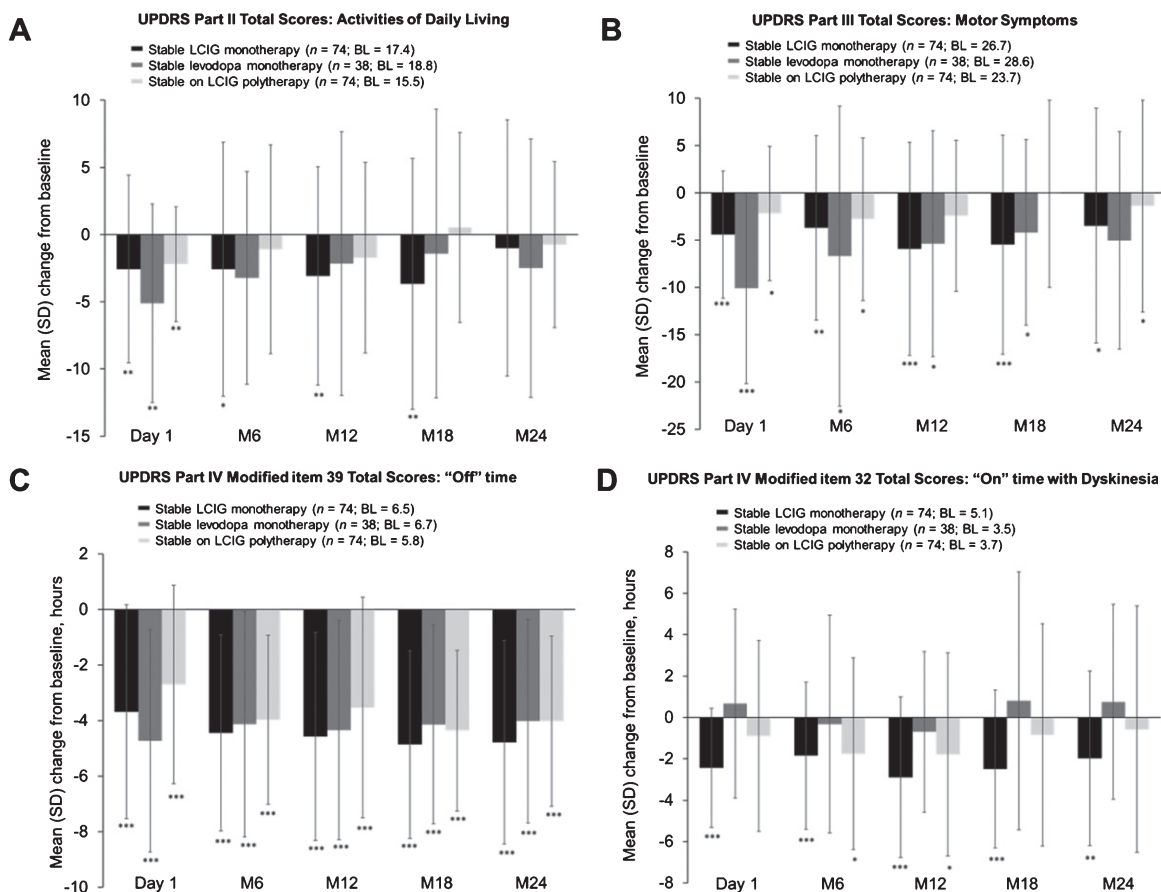 A
UPDRS Part II Total Scores: Activities of Daily Living
Stable LCIG monotherapy (n = 74; BL = 17.4)
Stable levodopa monotherapy (n = 38; BL = 18.8)
Stable on LCIG polytherapy (n = 74; BL = 15.5)
Mean (SD) change from baseline
10
5
0
-5
-10
-15
** ** **
*
**
**
Day 1 M6 M12 M18 M24
B
UPDRS Part III Total Scores: Motor Symptoms
Stable LCIG monotherapy (n = 74; BL = 26.7)
Stable levodopa monotherapy (n = 38; BL = 28.6)
Stable on LCIG polytherapy (n = 74; BL = 23.7)
Mean (SD) change from baseline
10
5
0
-5
-10
-15
-20
-25
*** *** *
** * *
*** *
*** *
* *
Day 1 M6 M12 M18 M24
C
UPDRS Part IV Modified item 39 Total Scores: “Off” time
Stable LCIG monotherapy (n = 74; BL = 6.5)
Stable levodopa monotherapy (n = 38; BL = 6.7)
Stable on LCIG polytherapy (n = 74; BL = 5.8)
Mean (SD) change from baseline, hours
2
0
-2
-4
-6
-8
-10
*** *** ***
*** *** ***
*** *** ***
*** *** ***
*** *** ***
Day 1 M6 M12 M18 M24
D
UPDRS Part IV Modified item 32 Total Scores: “On” time with Dyskinesia
Stable LCIG monotherapy (n = 74; BL = 5.1)
Stable levodopa monotherapy (n = 38; BL = 3.5)
Stable on LCIG polytherapy (n = 74; BL = 3.7)
Mean (SD) change from baseline, hours
8
6
4
2
0
-2
-4
-6
-8
***
*** *
*** *
***
**
Day 1 M6 M12 M18 M24